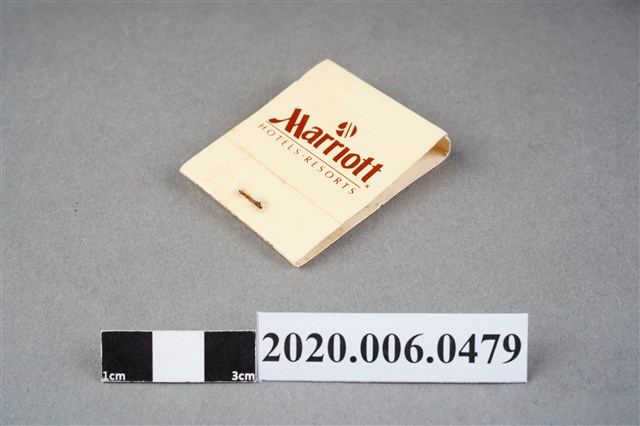 Marriott
HOTELS·RESORTS
1cm 3cm
2020.006.0479